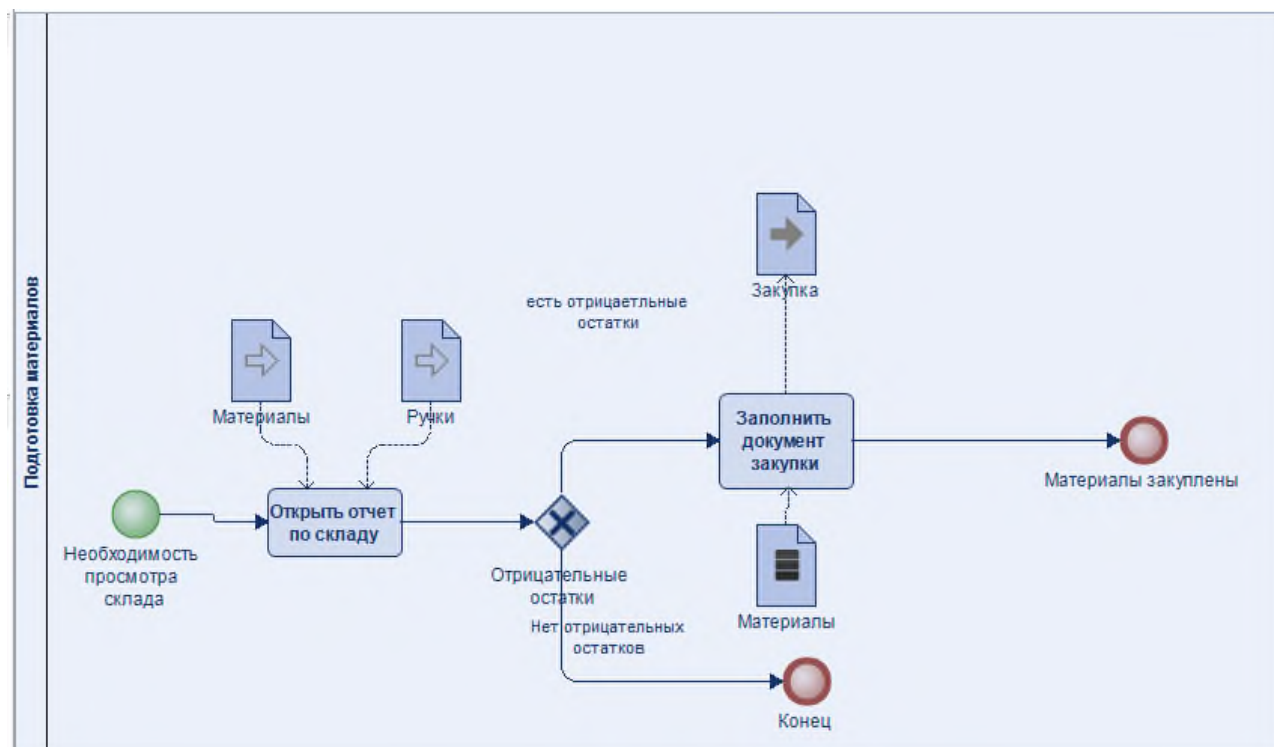 Подготовка материалов
Закупка
есть отрицаетльные
остатки
Материалы
Ручки
Заполнить
документ
закупки
Материалы закуплены
Открыть отчет
по складу
Необходимость
просмотра
склада
Отрицательные
остатки
Материалы
Нет отрицательных
остатков
Конец